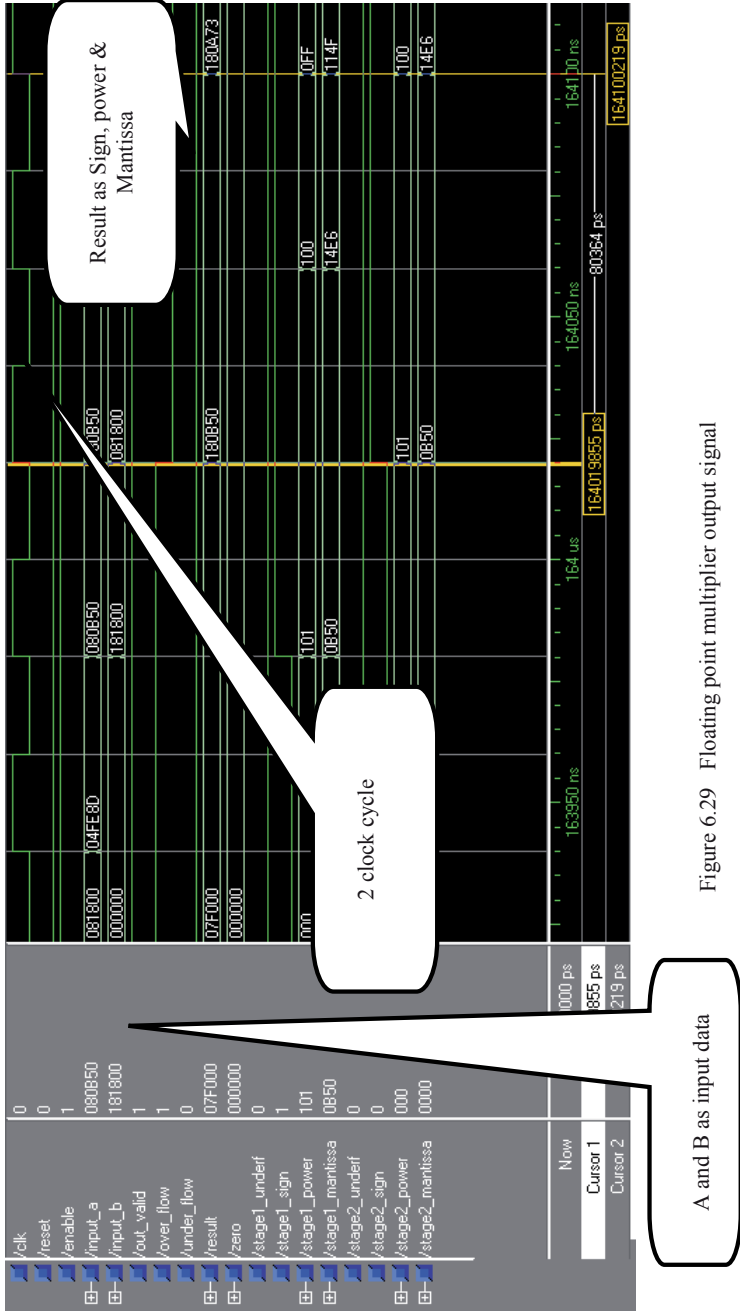 /clk 0
/reset 0
/enable 1
/input_a 080B50 081800 04FE8D 080B50
/input_b 181800 000000 181800 081800
/out_valid 1
/over_flow 1
/under_flow 0
/result 07F000 07F000 180B50 180A73
/zero 000000 000000
/stage1_underf 0
/stage1_sign 1
/stage1_power 101 000 101 100 0FF
/stage1_mantissa 0B50 0B50 14E6 114F
/stage2_underf 0
/stage2_sign 0
/stage2_power 000 101 100
/stage2_mantissa 0000 0B50 14E6
Now 000 ps 163950 ns 164 us 164050 ns 164100 ns
Cursor 1 855 ps 164019855 ps 80364 ps
Cursor 2 219 ps 164100219 ps
Result as Sign, power &
Mantissa
2 clock cycle
A and B as input data
Figure 6.29 Floating point multiplier output signal